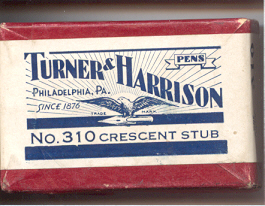 TURNER & HARRISON
PENS
PHILADELPHIA, PA.
SINCE 1876
TRADE MARK
No. 310 CRESCENT STUB